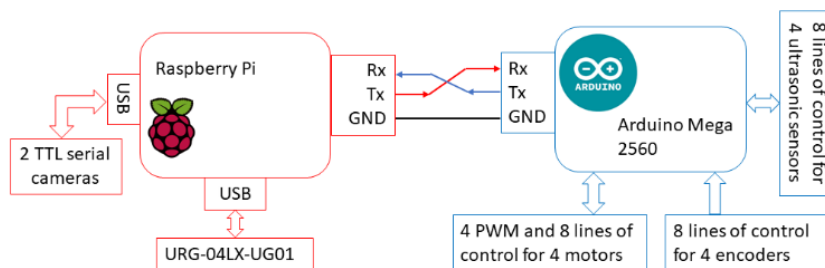 Raspberry Pi
USB
2 TTL serial
cameras
USB
URG-04LX-UG01
Rx
Tx
GND
Rx
Tx
GND
ARDUINO
Arduino Mega
2560
4 PWM and 8 lines of
control for 4 motors
8 lines of control
for 4 encoders
8 lines of control for
4 ultrasonic sensors